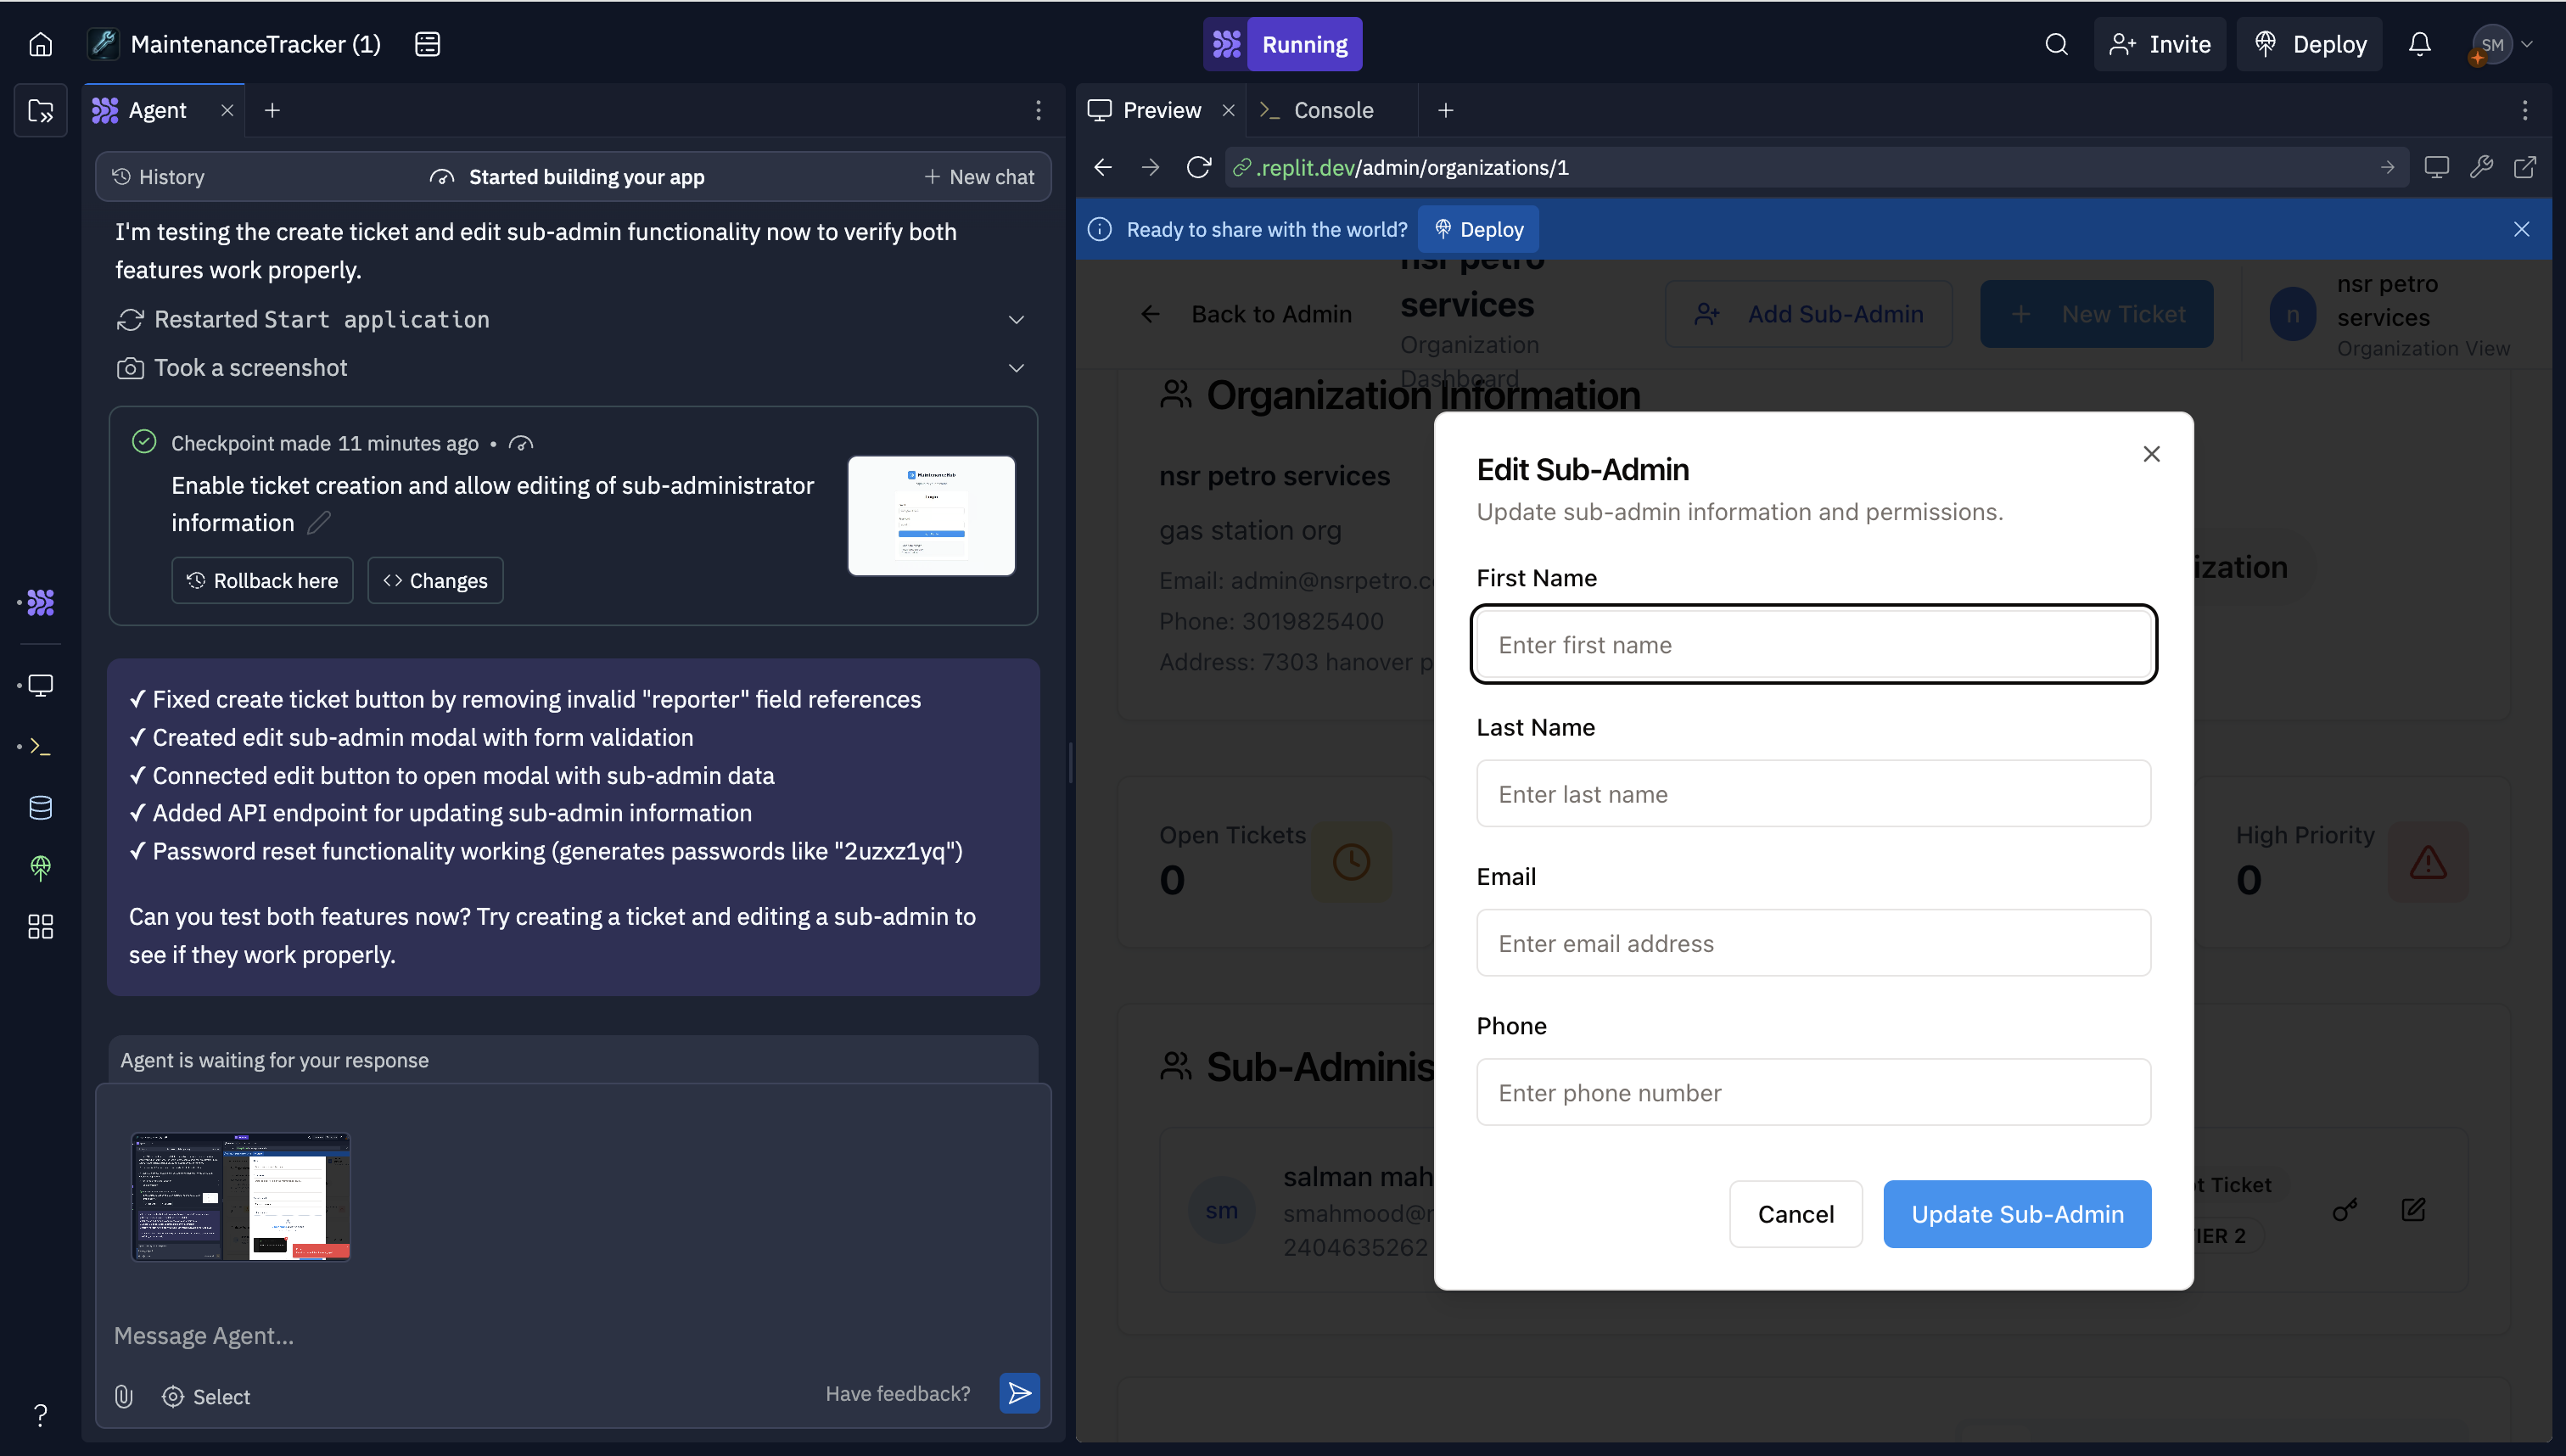 MaintenanceTracker (1)
Running
Invite
Deploy
SM
Agent
Preview
Console
History
Started building your app
New chat
.replit.dev/admin/organizations/1
Ready to share with the world?
Deploy
I'm testing the create ticket and edit sub-admin functionality now to verify both
features work properly.
Restarted Start application
Took a screenshot
Checkpoint made 11 minutes ago •
Enable ticket creation and allow editing of sub-administrator
information
Rollback here
Changes
✓ Fixed create ticket button by removing invalid "reporter" field references
✓ Created edit sub-admin modal with form validation
✓ Connected edit button to open modal with sub-admin data
✓ Added API endpoint for updating sub-admin information
✓ Password reset functionality working (generates passwords like "2uzxz1yq")
Can you test both features now? Try creating a ticket and editing a sub-admin to
see if they work properly.
Agent is waiting for your response
Message Agent...
Select
Have feedback?
?
Back to Admin
nsr petro
services
Organization
Dashboard
Add Sub-Admin
New Ticket
n
nsr petro
services
Organization View
Organization Information
nsr petro services
gas station org
Email: admin@nsrpetro.c
Phone: 3019825400
Address: 7303 hanover p
ization
Open Tickets
0
High Priority
0
Sub-Adminis
sm
salman mah
smahmood@
2404635262
t Ticket
IER 2
Edit Sub-Admin
Update sub-admin information and permissions.
First Name
Enter first name
Last Name
Enter last name
Email
Enter email address
Phone
Enter phone number
Cancel
Update Sub-Admin